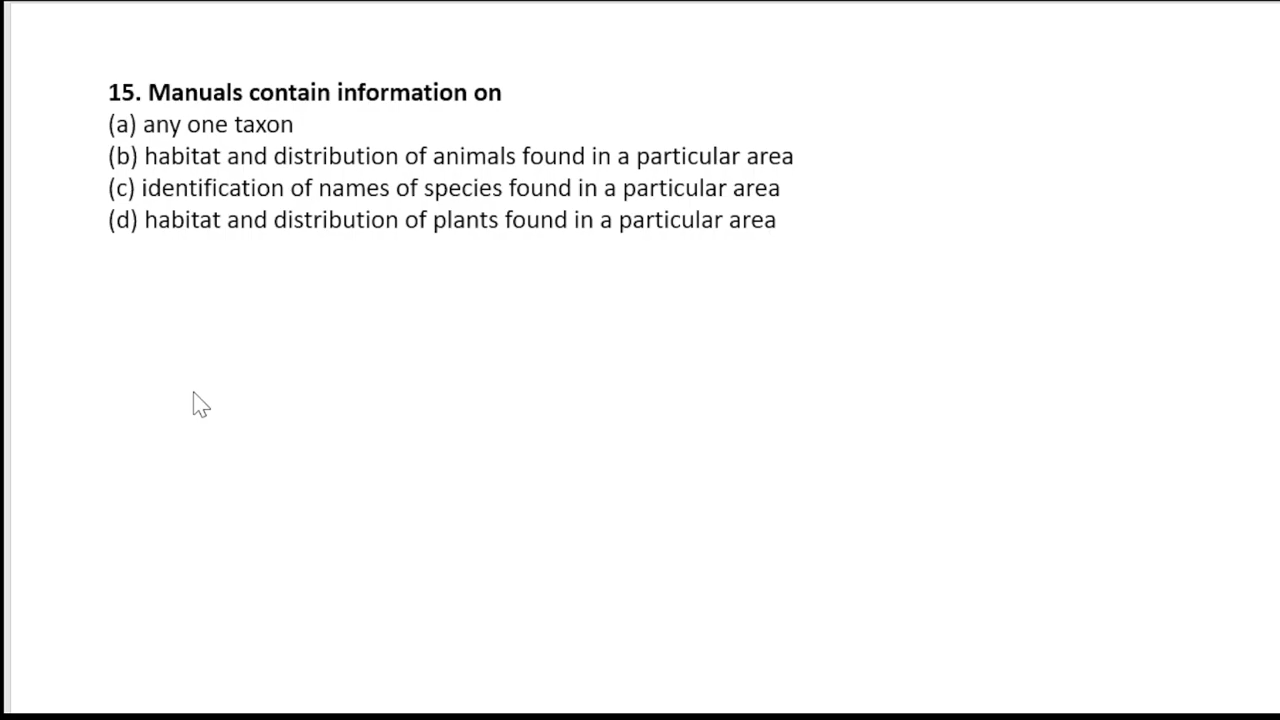 15. Manuals contain information on
(a) any one taxon
(b) habitat and distribution of animals found in a particular area
(c) identification of names of species found in a particular area
(d) habitat and distribution of plants found in a particular area